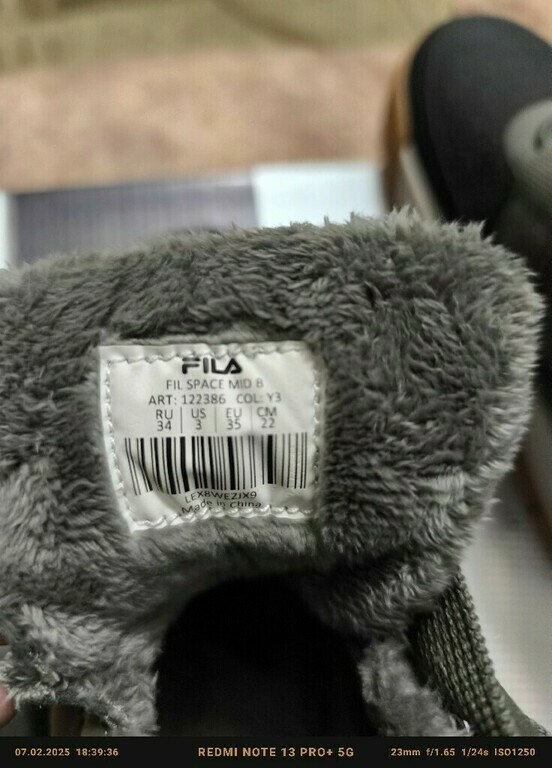 FILA
FIL SPACE MID B
ART: 122386 COL: Y3
RU US EU CM
34 3 35 22
LEXBWEZJX9
Made in China
07.02.2025 18:39:36 REDMI NOTE 13 PRO+ 5G 23mm f/1.65 1/24s ISO1250